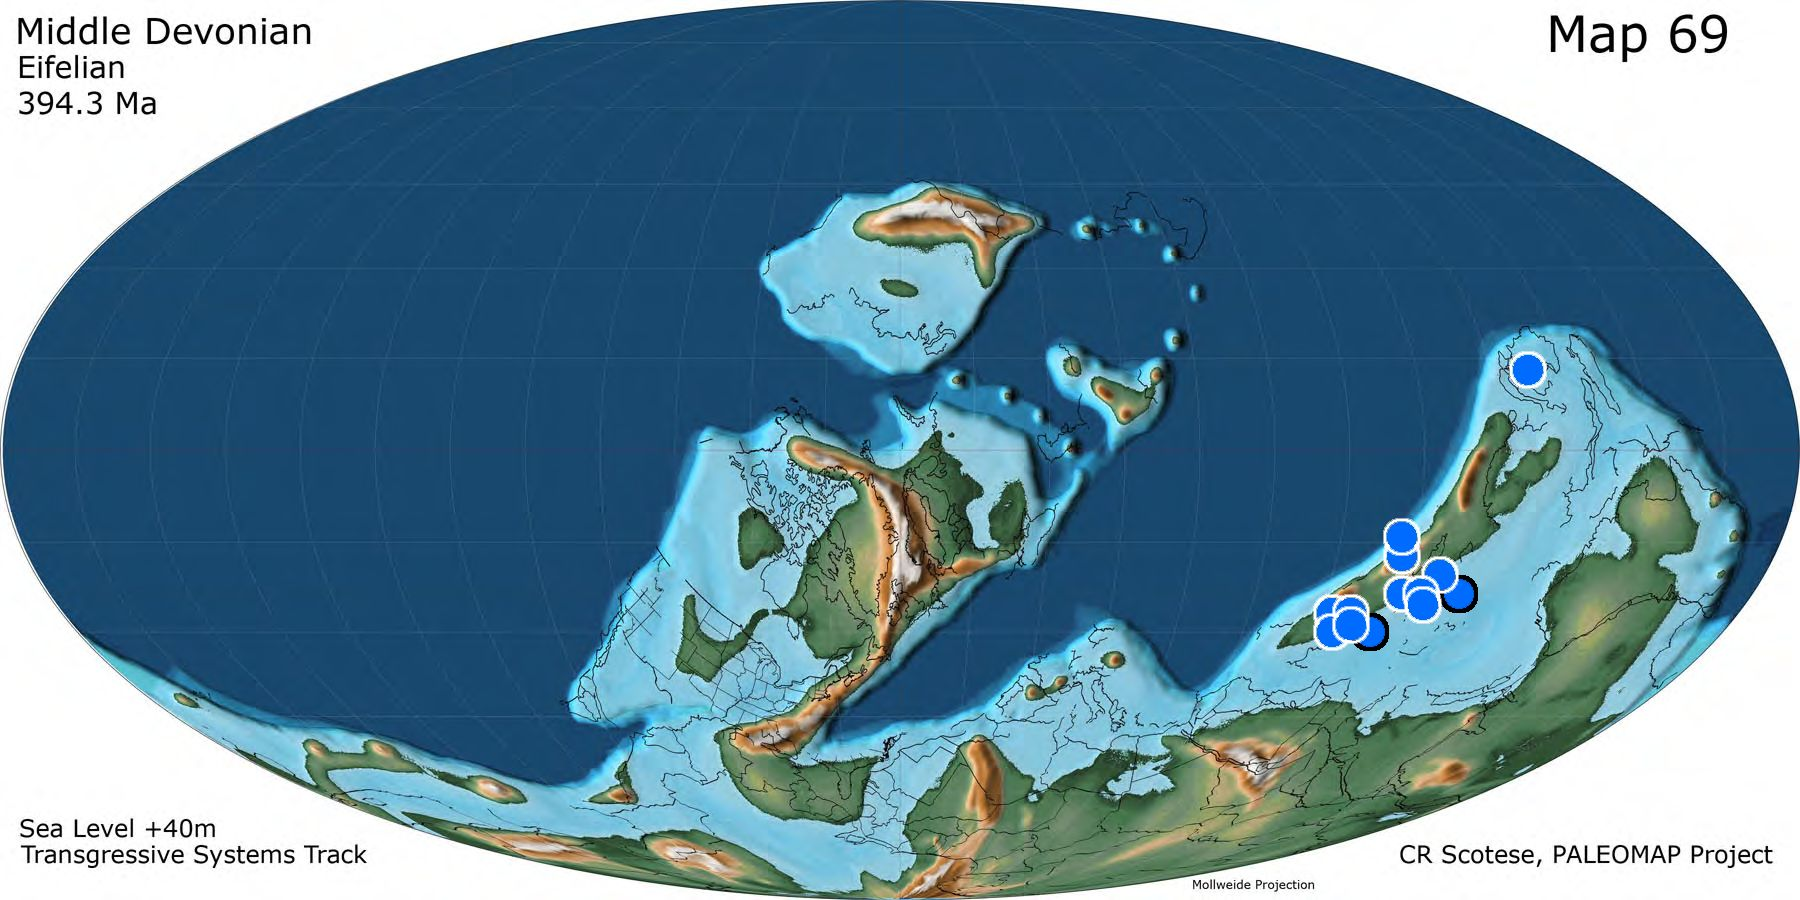 Middle Devonian
Eifelian
394.3 Ma
Map 69
Sea Level +40m
Transgressive Systems Track
CR Scotese, PALEOMAP Project
Mollweide Projection